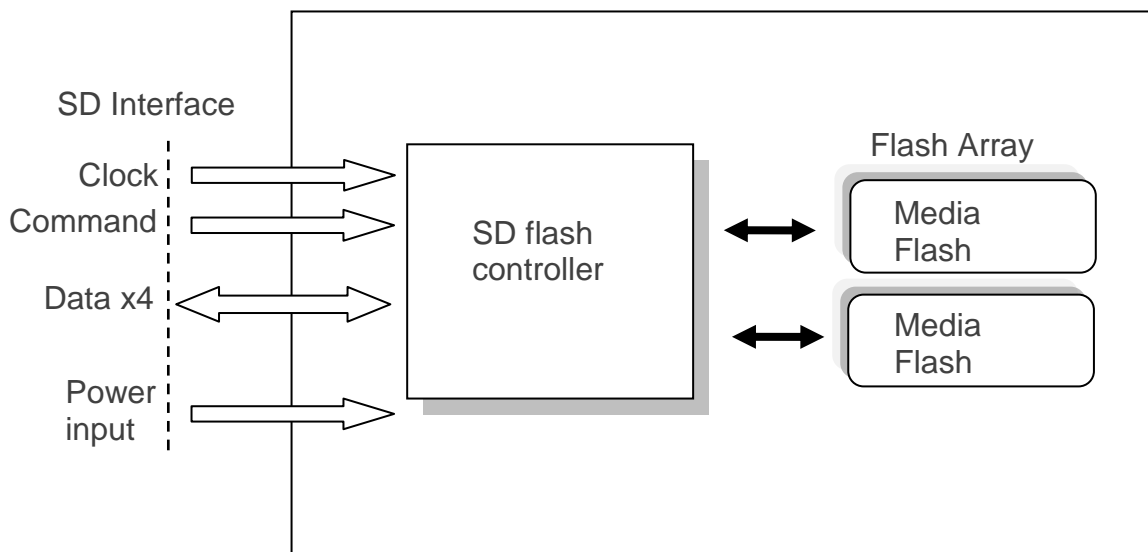 SD Interface
Clock
Command
Data x4
Power
input
SD flash
controller
Flash Array
Media
Flash
Media
Flash